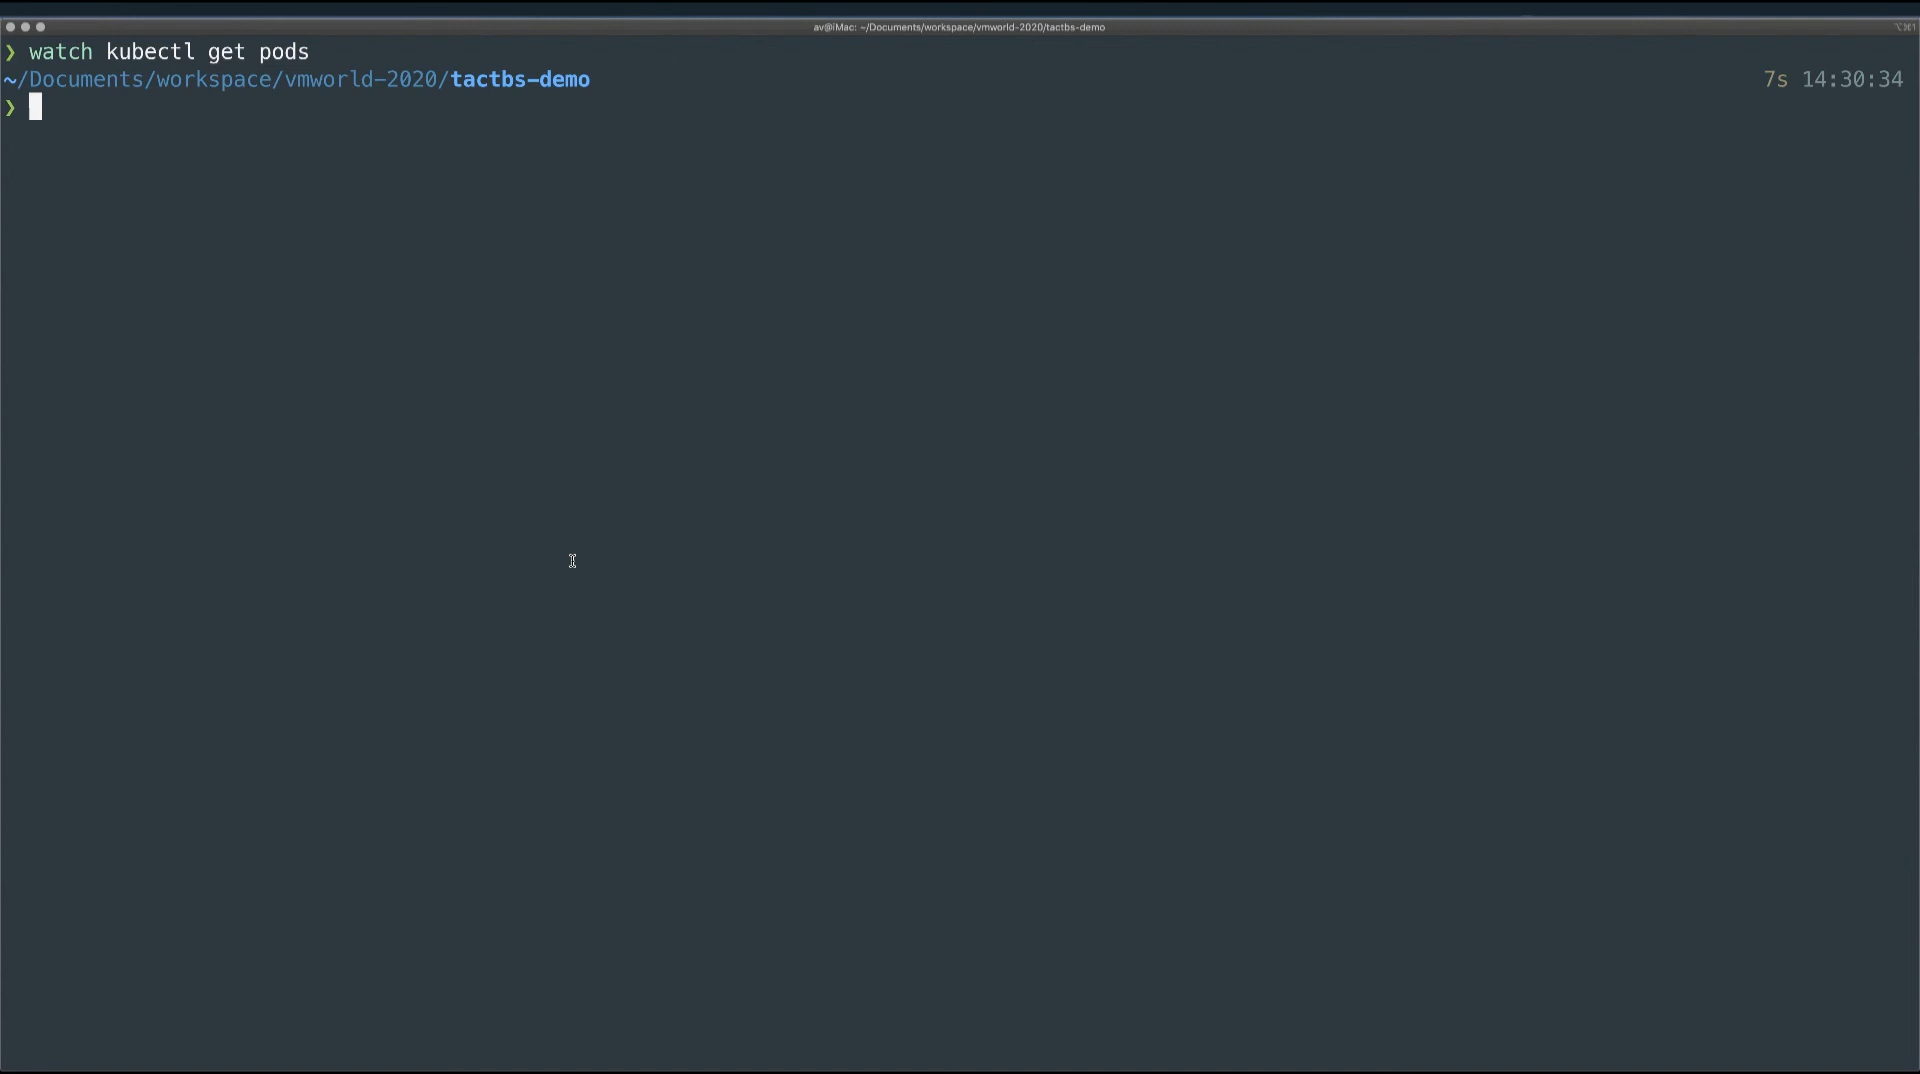 av@iMac: ~/Documents/workspace/vmworld-2020/tactbs-demo ⌥⌘1
❯ watch kubectl get pods
~/Documents/workspace/vmworld-2020/tactbs-demo 7s 14:30:34
❯